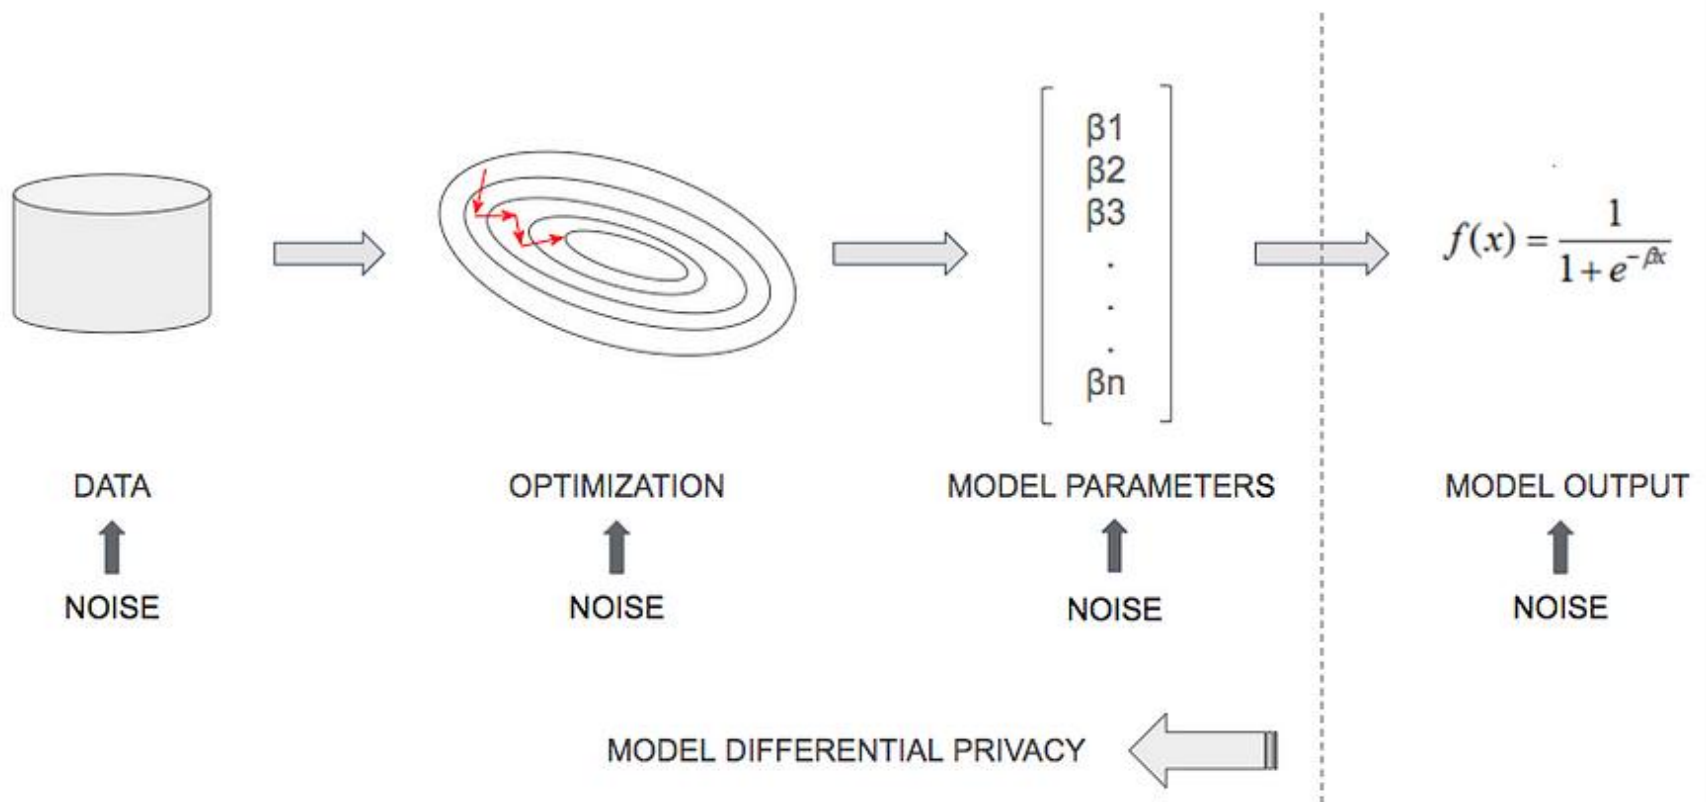 β1
β2
β3
.
.
.
βn
f(x) = 1 / 1 + e^{-βx}
DATA
OPTIMIZATION
MODEL PARAMETERS
MODEL OUTPUT
NOISE
NOISE
NOISE
NOISE
MODEL DIFFERENTIAL PRIVACY